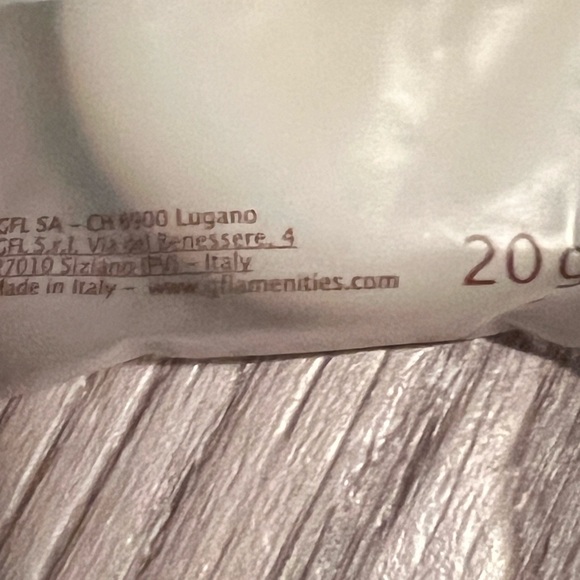 GFL SA - CH 6900 Lugano
GFL S.r.l. Via del Benessere, 4
27010 Siziano (PV) - Italy
Made in Italy - www.gflamenities.com
20 g